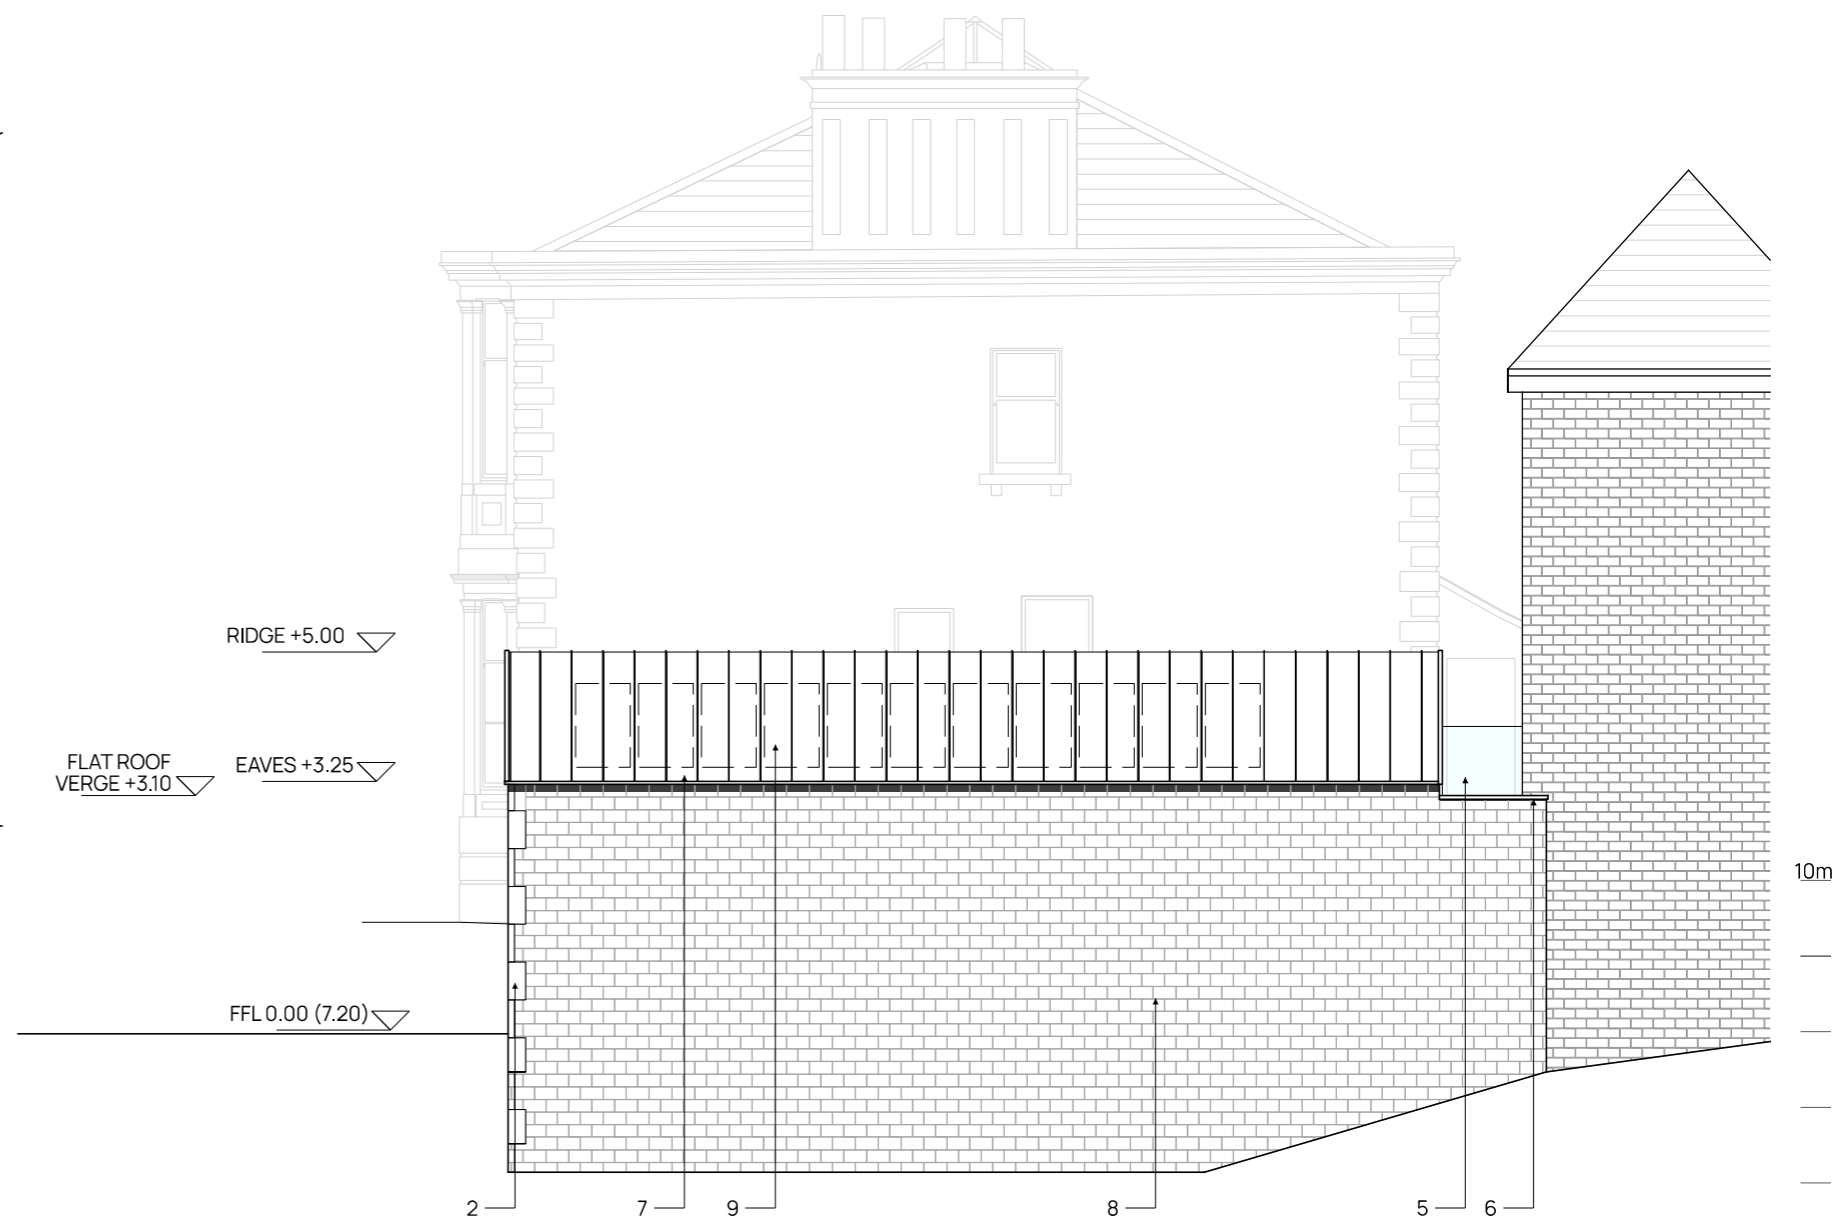 RIDGE +5.00
FLAT ROOF
VERGE +3.10
EAVES +3.25
10m
FFL 0.00 (7.20)
2
7
9
8
5
6